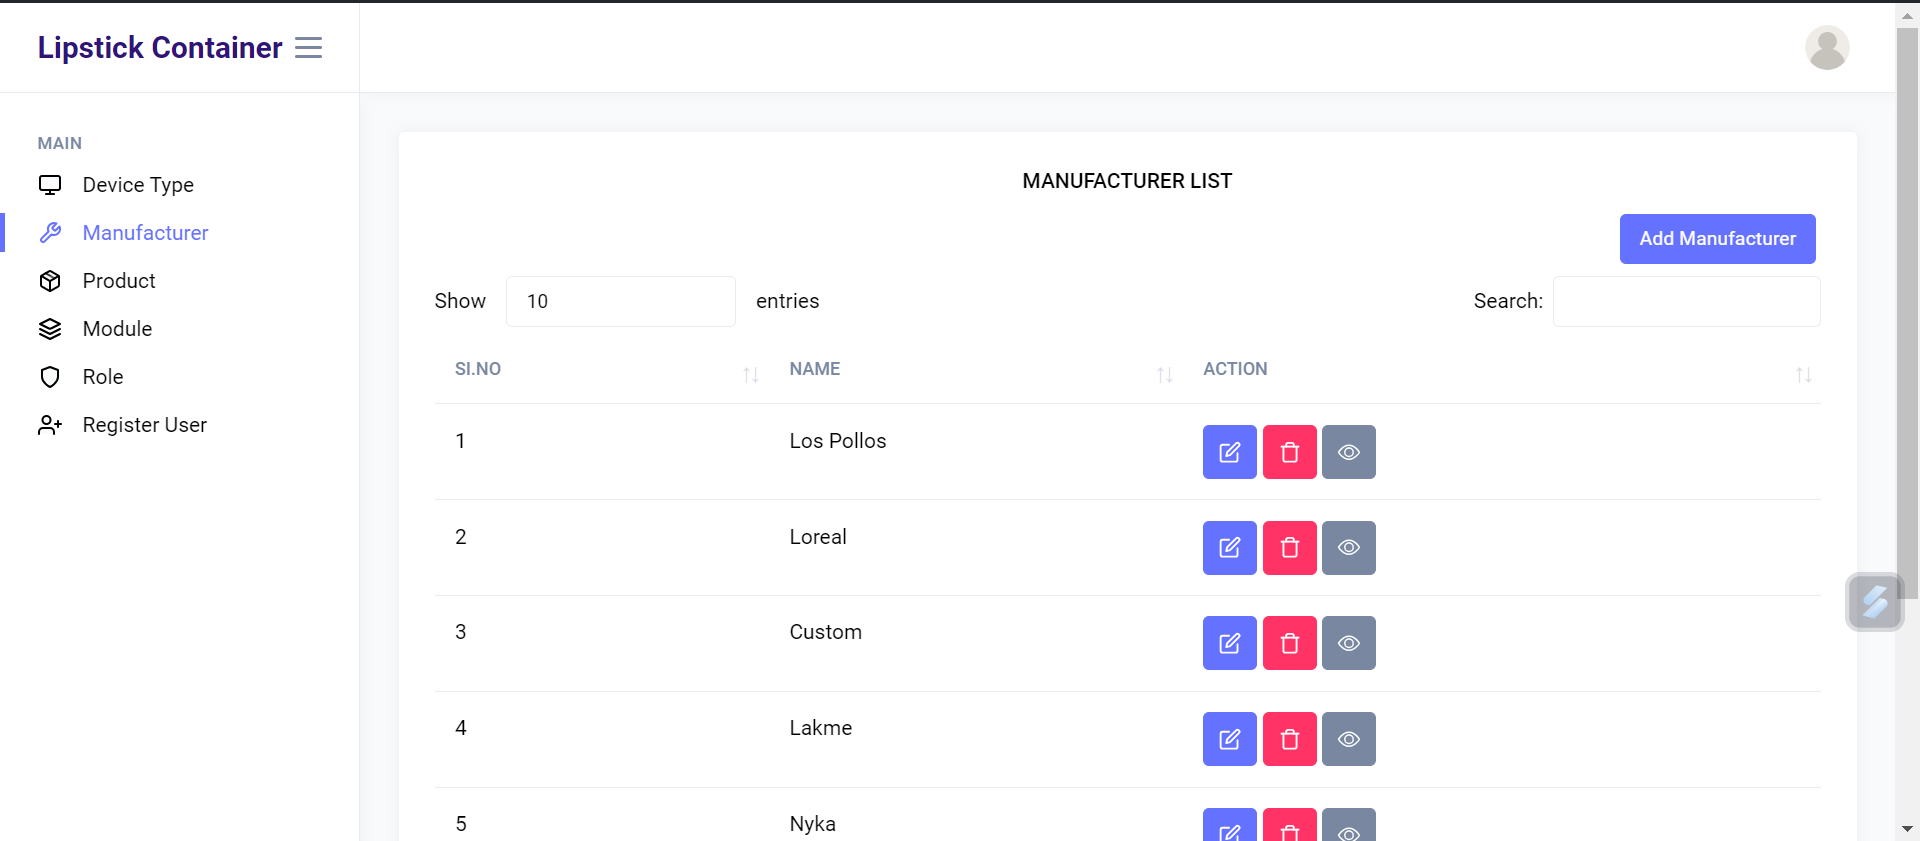 Lipstick Container
MAIN
Device Type
Manufacturer
Product
Module
Role
Register User
MANUFACTURER LIST
Add Manufacturer
Show 10 entries Search:
SI.NO NAME ACTION
1 Los Pollos
2 Loreal
3 Custom
4 Lakme
5 Nyka